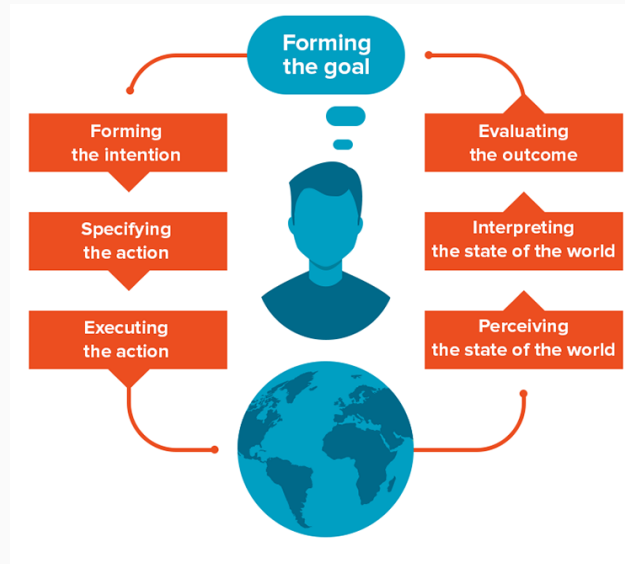 Forming
the goal
Forming
the intention
Specifying
the action
Executing
the action
Evaluating
the outcome
Interpreting
the state of the world
Perceiving
the state of the world